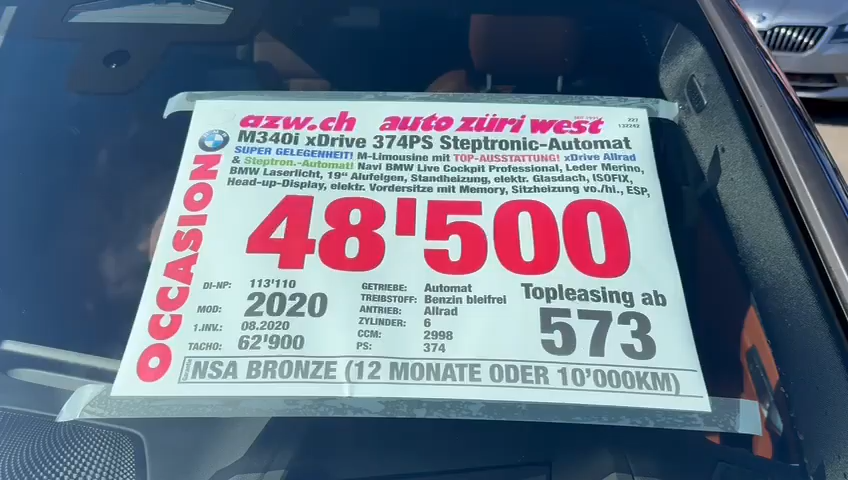 azw.ch auto züri west
M340i xDrive 374PS Steptronic-Automat
SUPER GELEGENHEIT! M-Limousine mit TOP-AUSSTATTUNG! xDrive Allrad
& Steptron.-Automat! Navi BMW Live Cockpit Professional, Leder Merino,
BMW Laserlicht, 19" Alufelgen, Standheizung, elektr. Glasdach, ISOFIX,
Head-up-Display, elektr. Vordersitze mit Memory, Sitzheizung vo./hi., ESP,
OCCASION
48'500
DI-NP: 113'110
MOD: 2020
1.INV.: 08.2020
TACHO: 62'900
GETRIEBE: Automat
TREIBSTOFF: Benzin bleifrei
ANTRIEB: Allrad
ZYLINDER: 6
CCM: 2998
PS: 374
Topleasing ab
573
NSA BRONZE (12 MONATE ODER 10'000KM)